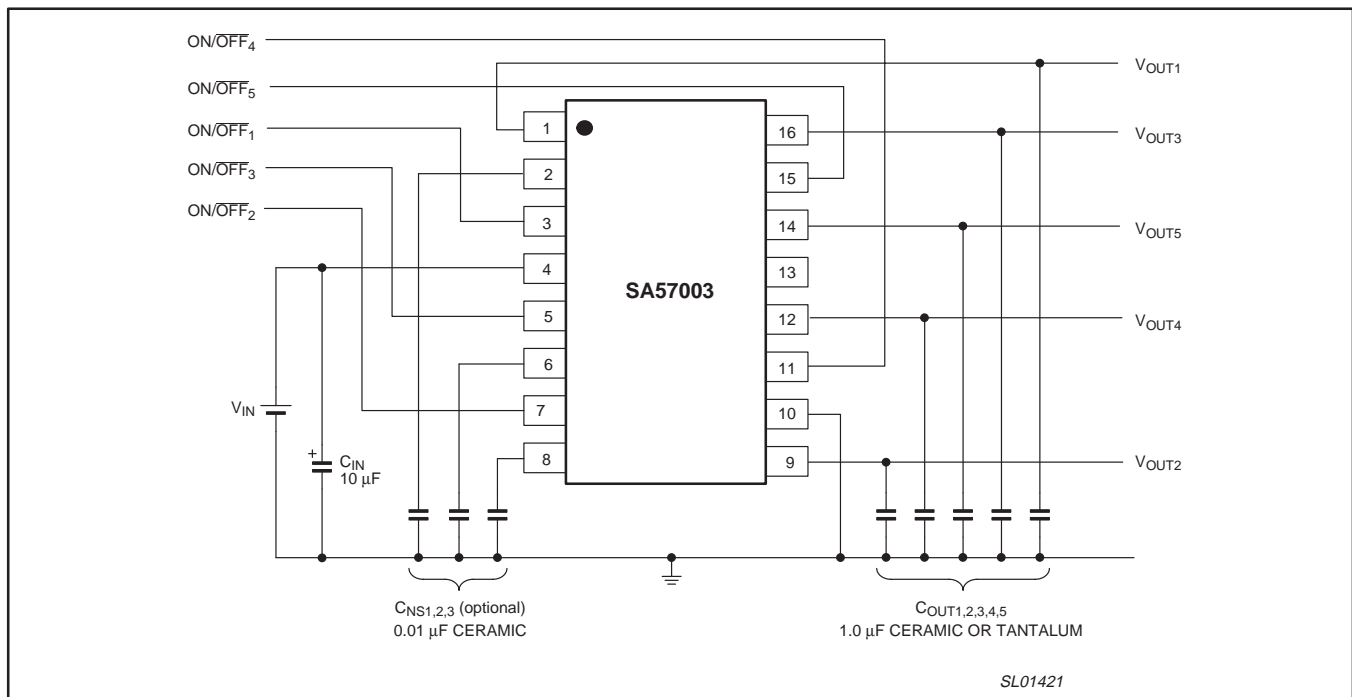 ON/OFF4
ON/OFF5
ON/OFF1
ON/OFF3
ON/OFF2
VOUT1
VOUT3
VOUT5
VOUT4
VOUT2
1
2
3
4
5
6
7
8
SA57003
16
15
14
13
12
11
10
9
VIN
+
CIN
10 μF
CNS1,2,3 (optional)
0.01 μF CERAMIC
COUT1,2,3,4,5
1.0 μF CERAMIC OR TANTALUM
SL01421